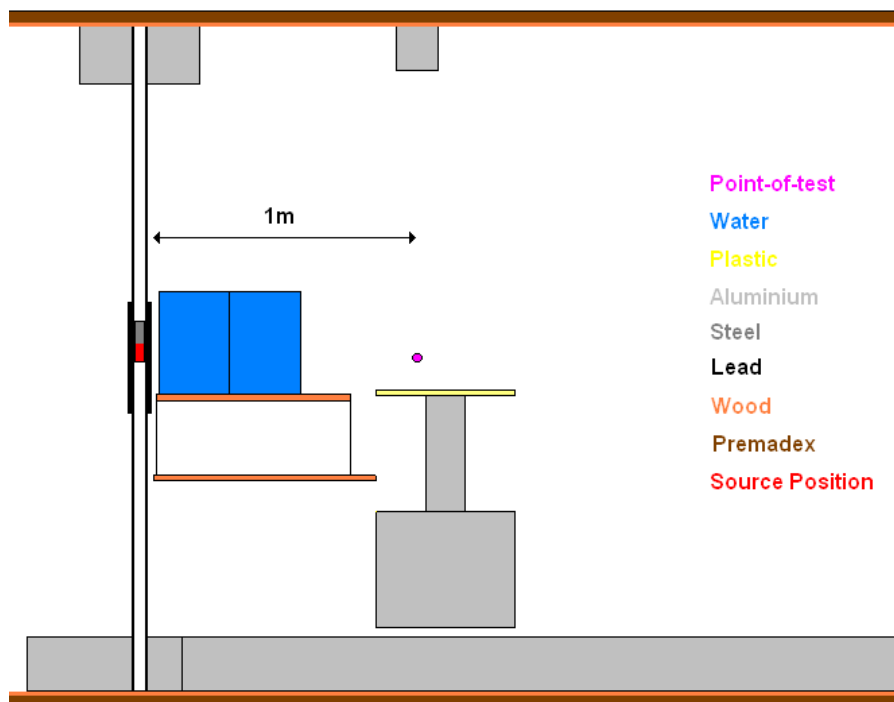 1m
Point-of-test
Water
Plastic
Aluminium
Steel
Lead
Wood
Premadex
Source Position